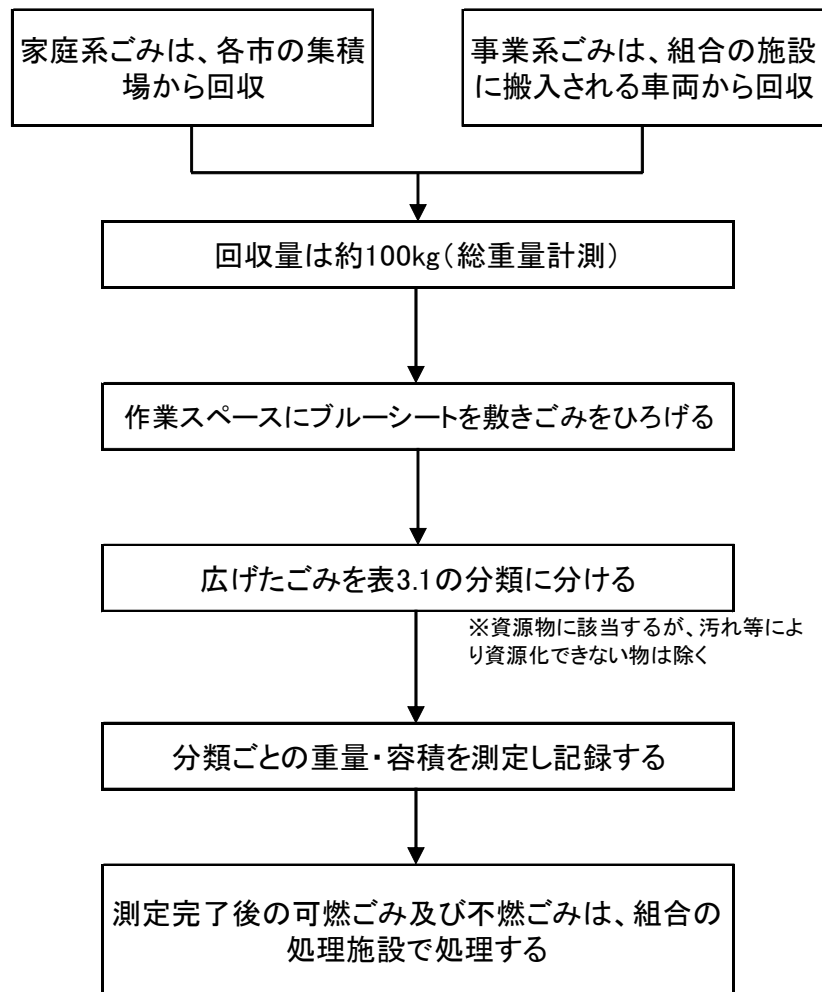 家庭系ごみは、各市の集積
場から回収
事業系ごみは、組合の施設
に搬入される車両から回収
回収量は約100kg（総重量計測）
作業スペースにブルーシートを敷きごみをひろげる
広げたごみを表3.1の分類に分ける
※資源物に該当するが、汚れ等によ
り資源化できない物は除く
分類ごとの重量・容積を測定し記録する
測定完了後の可燃ごみ及び不燃ごみは、組合の
処理施設で処理する